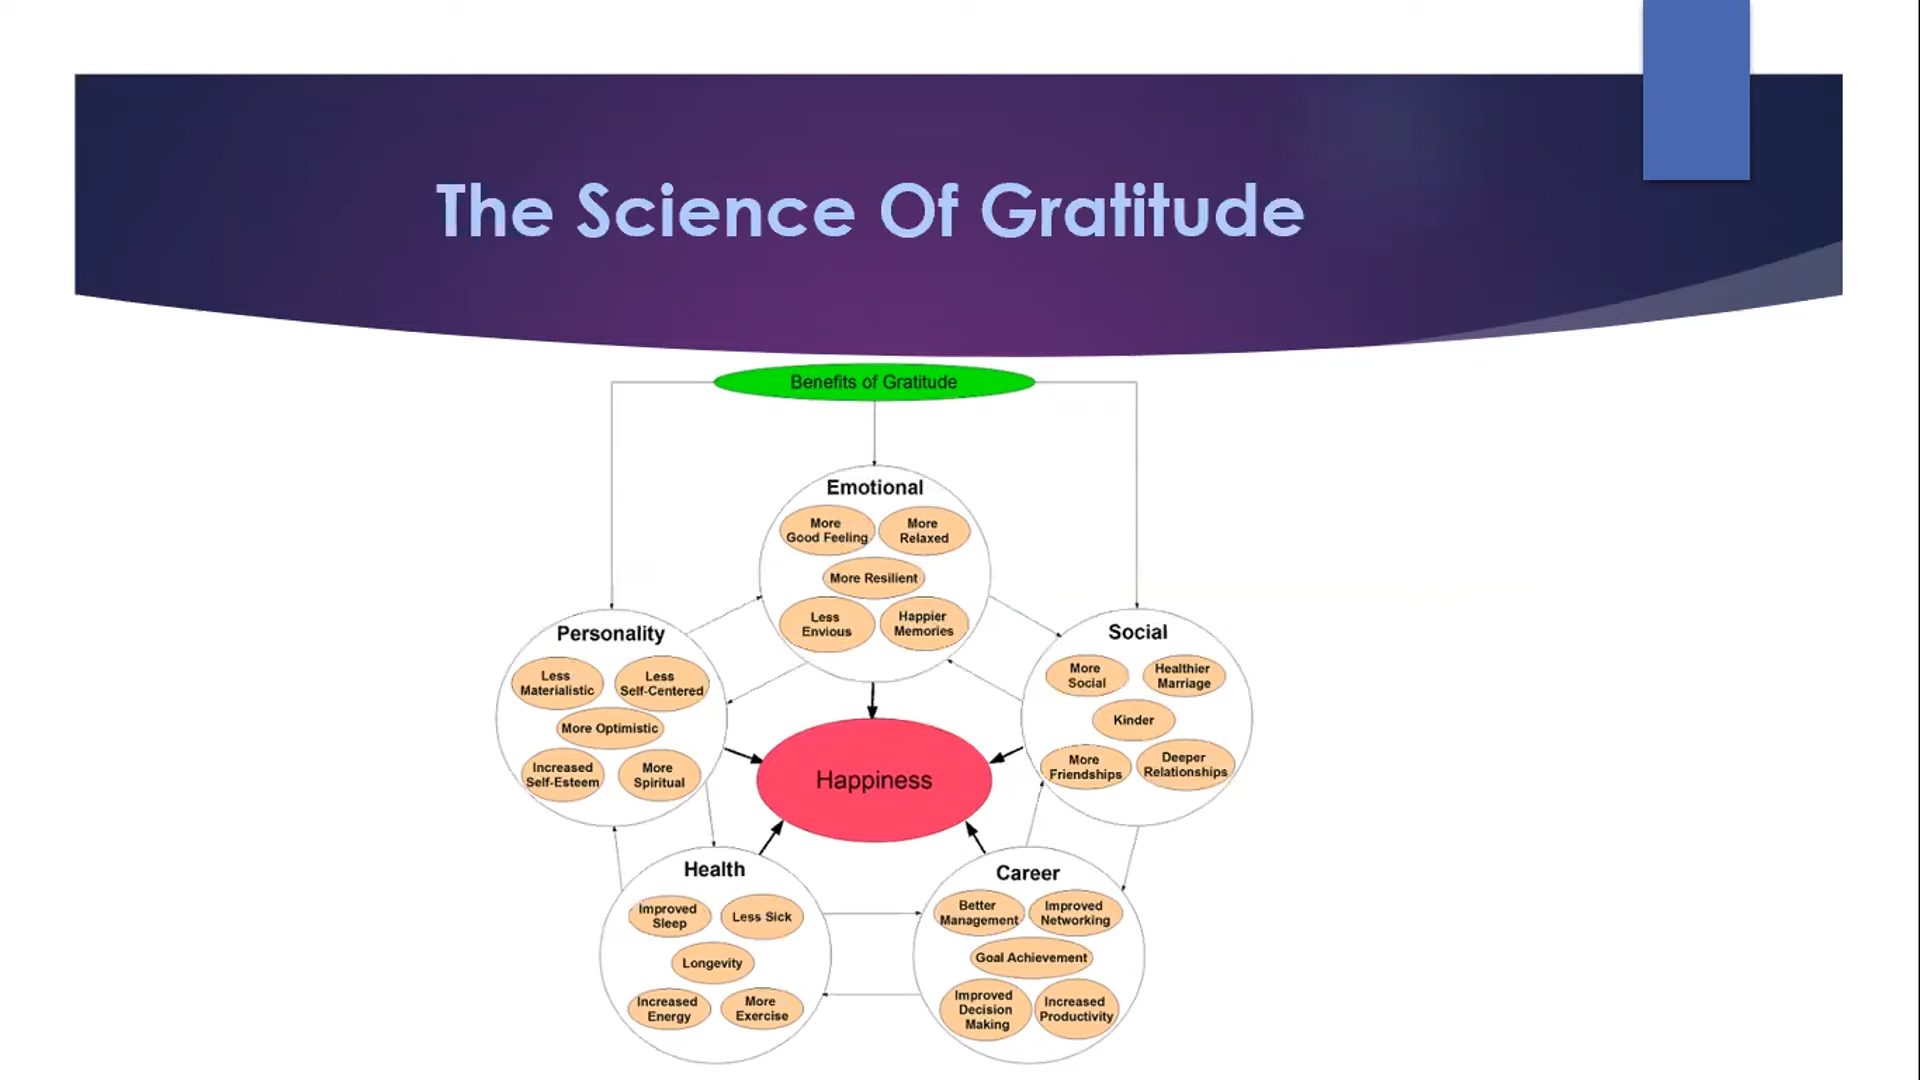 The Science Of Gratitude
Benefits of Gratitude
Emotional
More
Good Feeling
More
Relaxed
More Resilient
Less
Envious
Happier
Memories
Personality
Less
Materialistic
Less
Self-Centered
More Optimistic
Increased
Self-Esteem
More
Spiritual
Social
More
Social
Healthier
Marriage
Kinder
More
Friendships
Deeper
Relationships
Happiness
Health
Improved
Sleep
Less Sick
Longevity
Increased
Energy
More
Exercise
Career
Better
Management
Improved
Networking
Goal Achievement
Improved
Decision
Making
Increased
Productivity